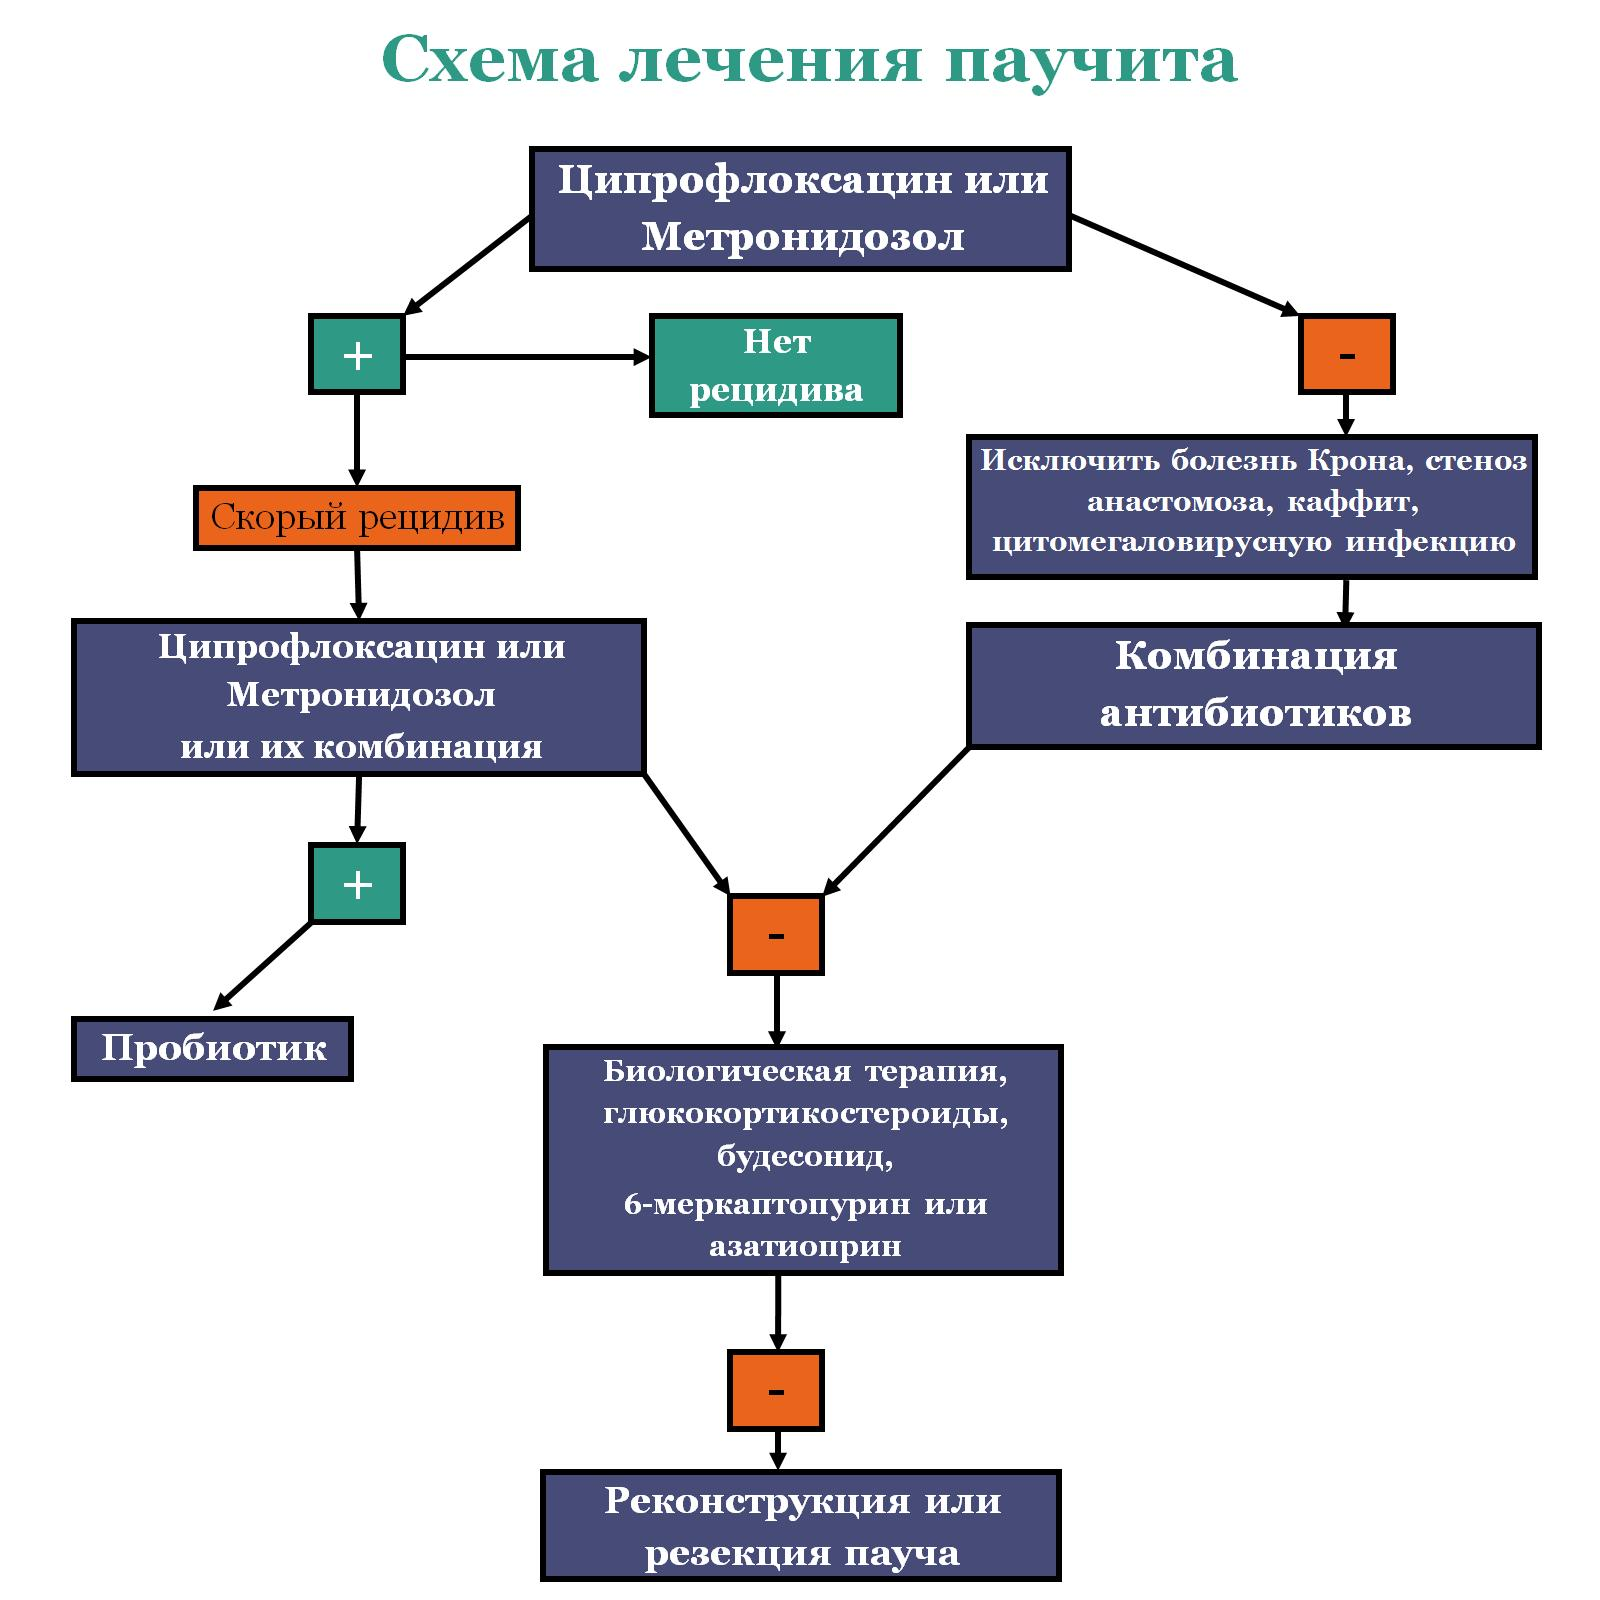 Схема лечения паучита
Ципрофлоксацин или
Метронидозол
+
Нет
рецидива
-
Исключить болезнь Крона, стеноз
анастомоза, каффит,
цитомегаловирусную инфекцию
Скорый рецидив
Ципрофлоксацин или
Метронидозол
или их комбинация
Комбинация
антибиотиков
+
-
Пробиотик
Биологическая терапия,
глюкокортикостероиды,
будесонид,
6-меркаптопурин или
азатиоприн
-
Реконструкция или
резекция пауча